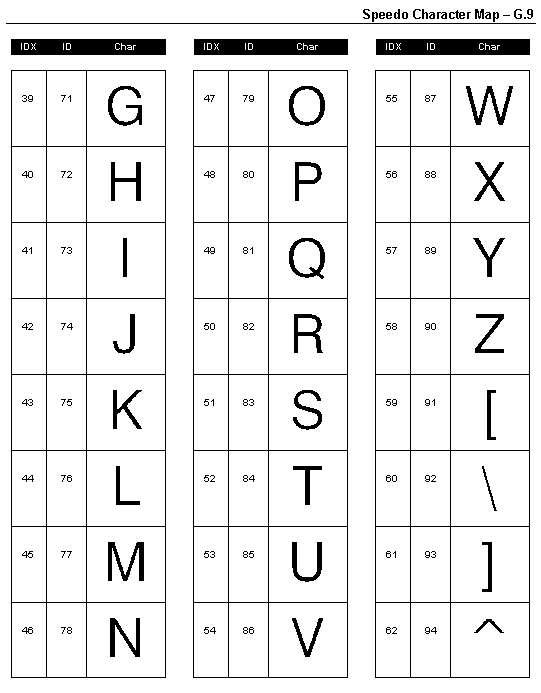 Speedo Character Map – G.9
IDX ID Char IDX ID Char IDX ID Char
39 71 G 47 79 O 55 87 W
40 72 H 48 80 P 56 88 X
41 73 I 49 81 Q 57 89 Y
42 74 J 50 82 R 58 90 Z
43 75 K 51 83 S 59 91 [
44 76 L 52 84 T 60 92 \
45 77 M 53 85 U 61 93 ]
46 78 N 54 86 V 62 94 ^